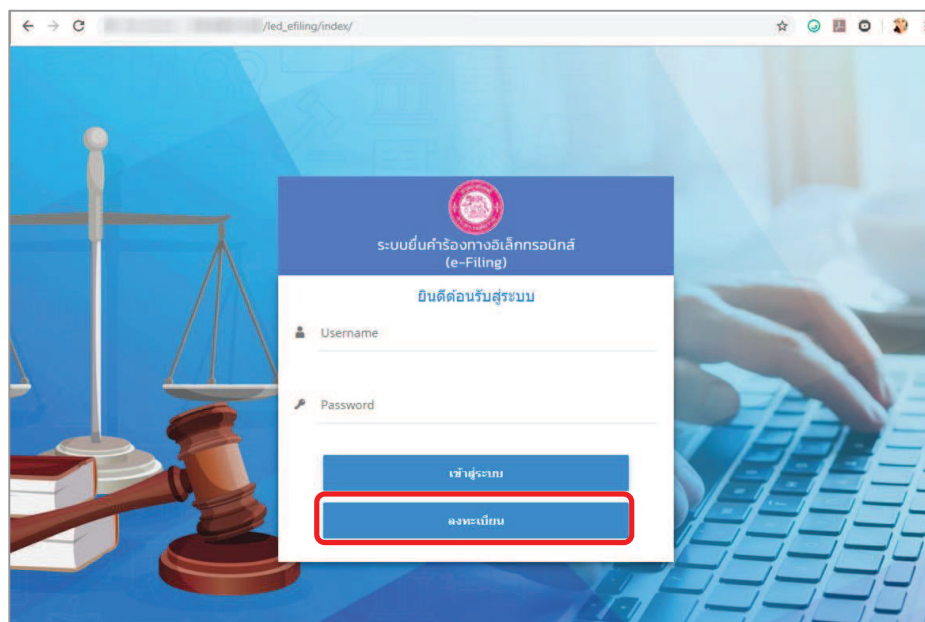 /led_efiling/index/
ระบบยื่นคำร้องทางอิเล็กทรอนิกส์
(e-Filing)
ยินดีต้อนรับสู่ระบบ
Username
Password
เข้าสู่ระบบ
ลงทะเบียน